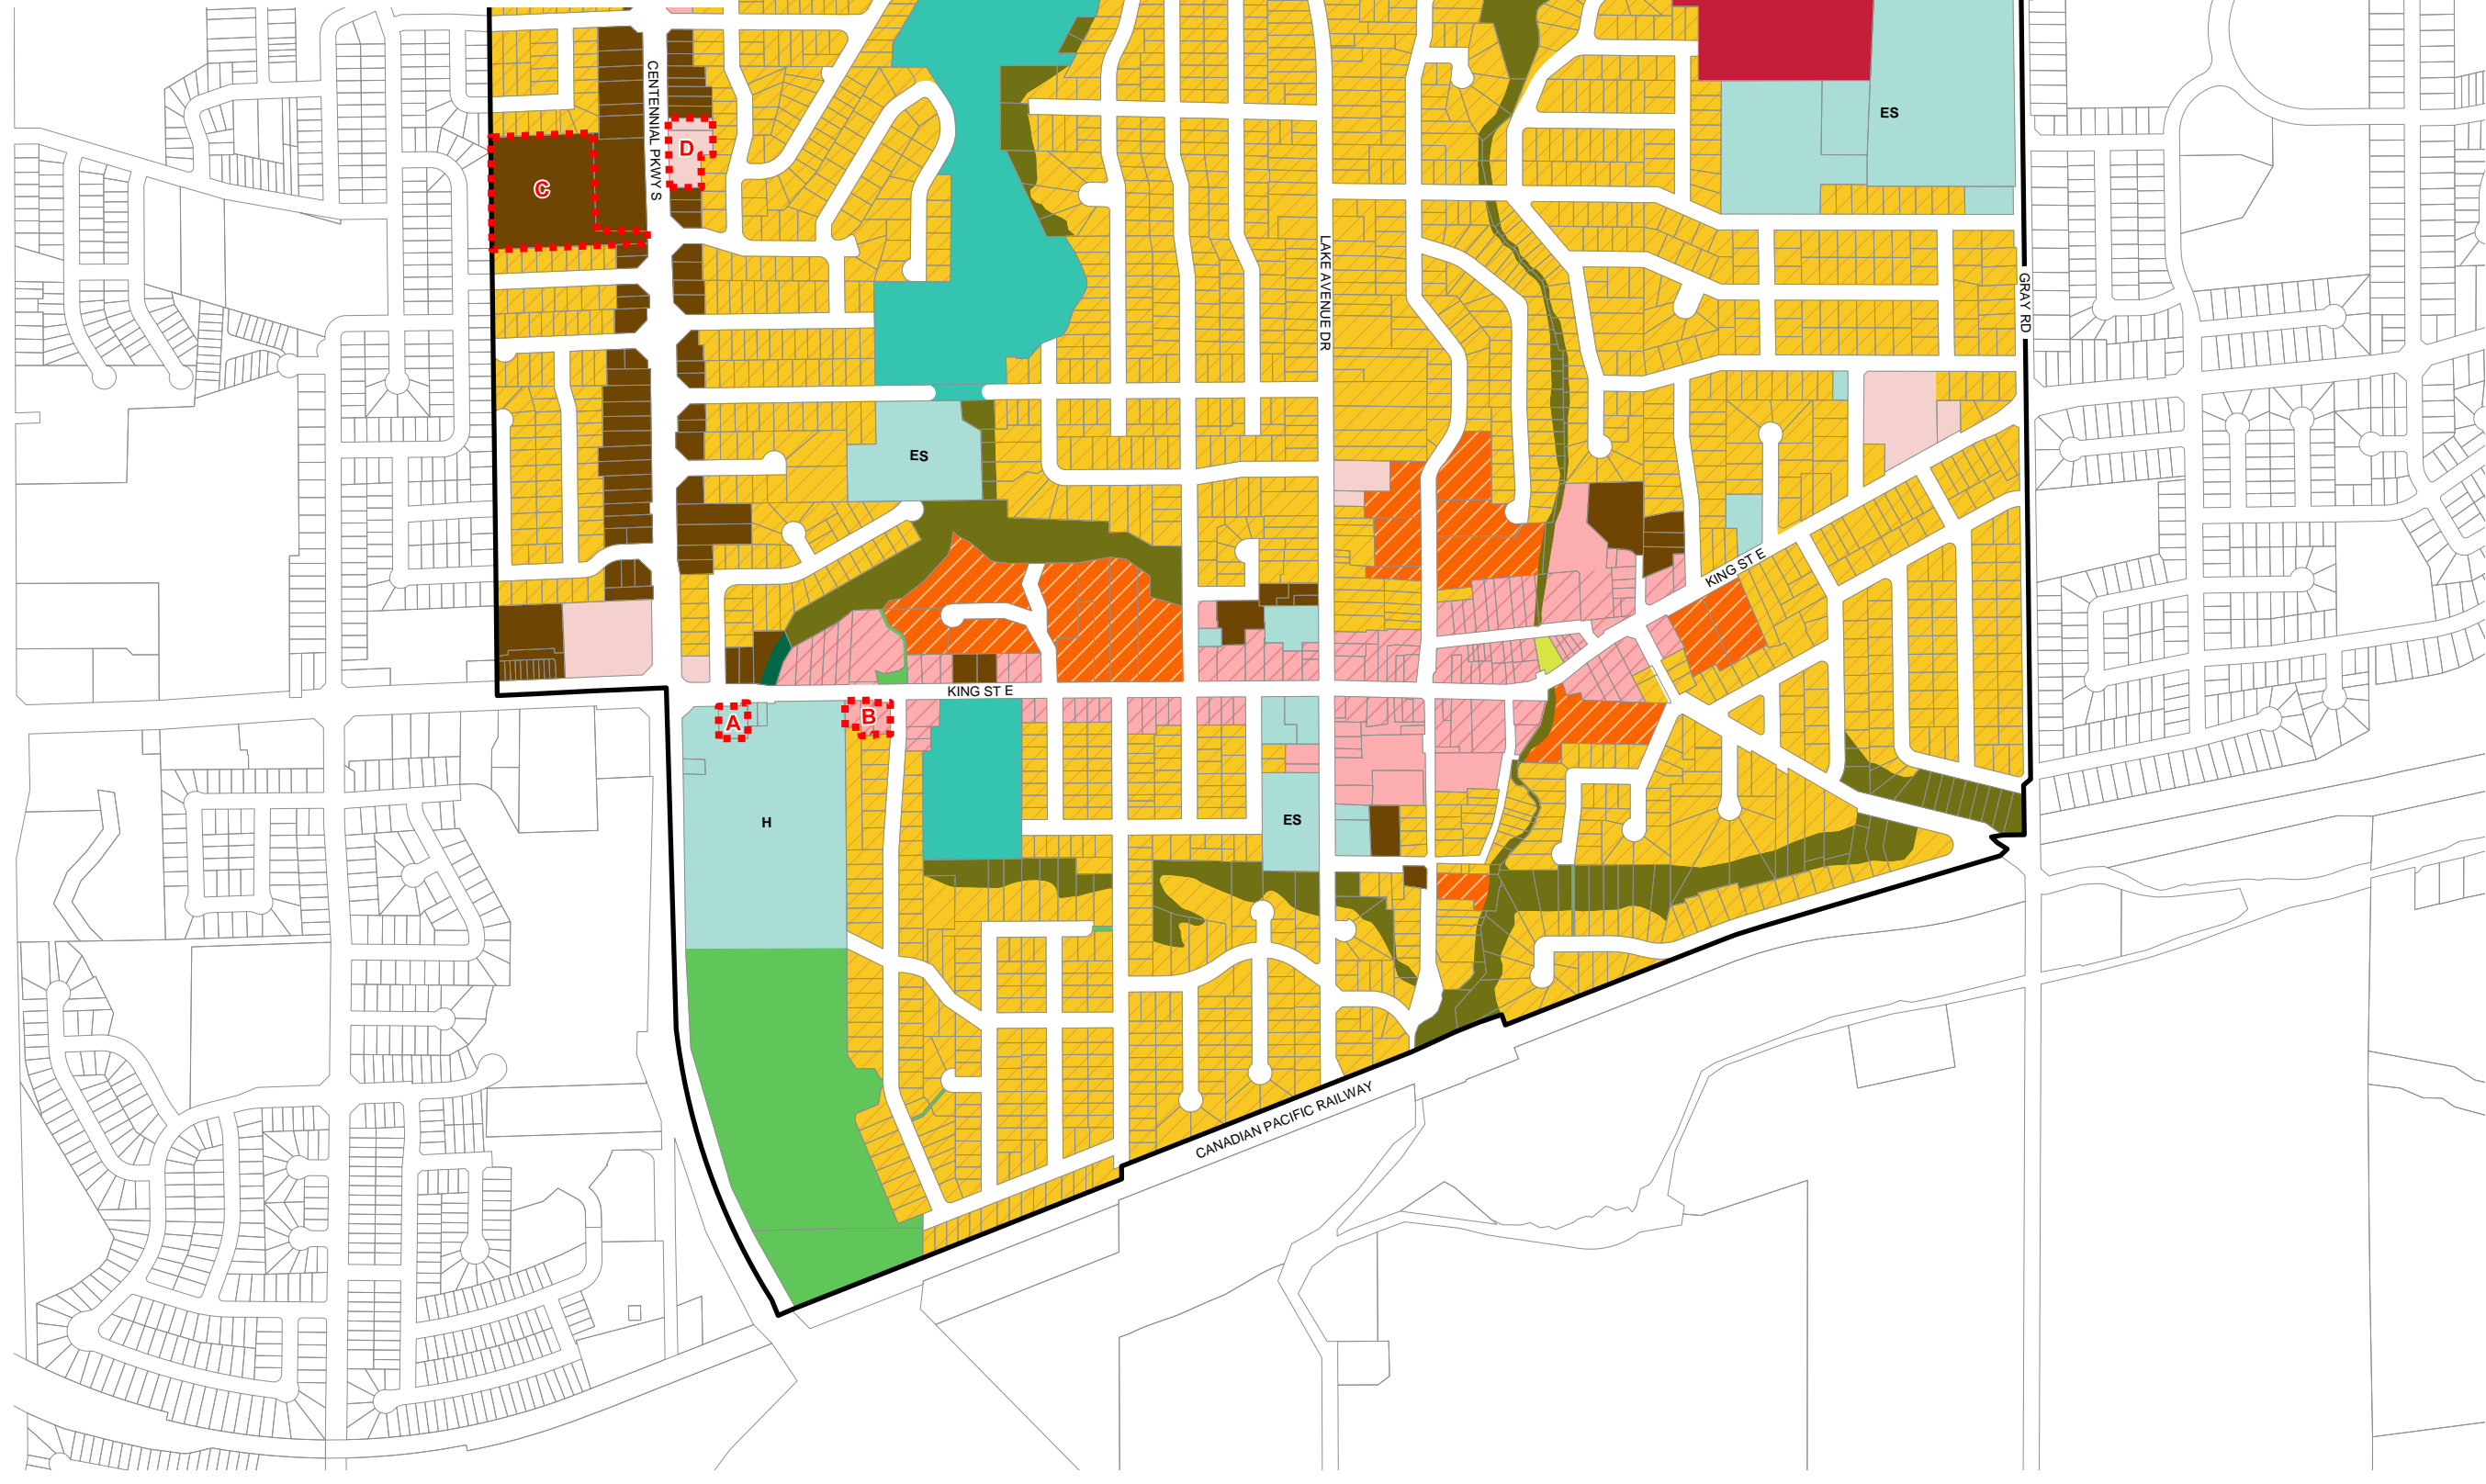 ES
CENTENNIAL PKWY S
D
C
LAKE AVENUE DR
GRAY RD
ES
KING ST E
KING ST E
A
B
H
ES
CANADIAN PACIFIC RAILWAY